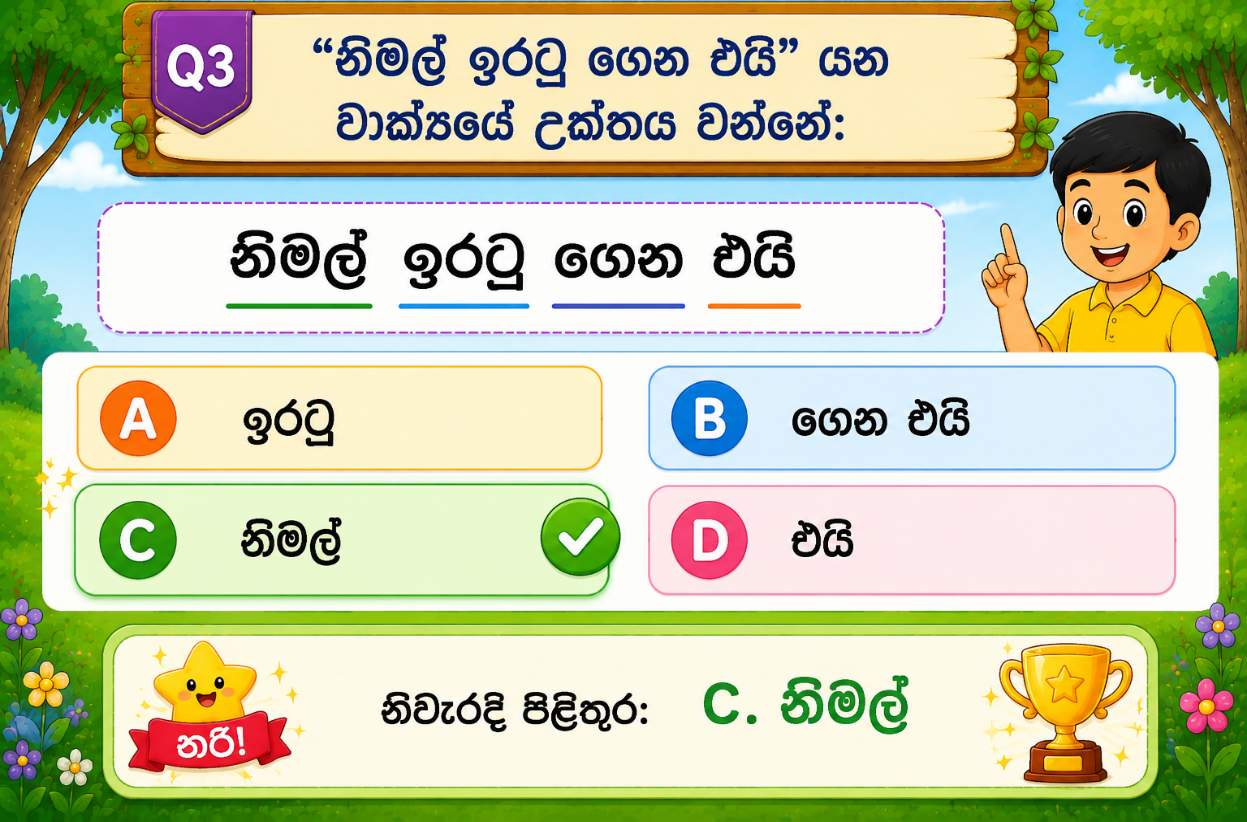 Q3
“නිමල් ඉරටු ගෙන එයි” යන
වාක්‍යයේ උක්තය වන්නේ:
නිමල් ඉරටු ගෙන එයි
A ඉරටු
B ගෙන එයි
C නිමල්
D එයි
නරි!
නිවැරදි පිළිතුර: C. නිමල්